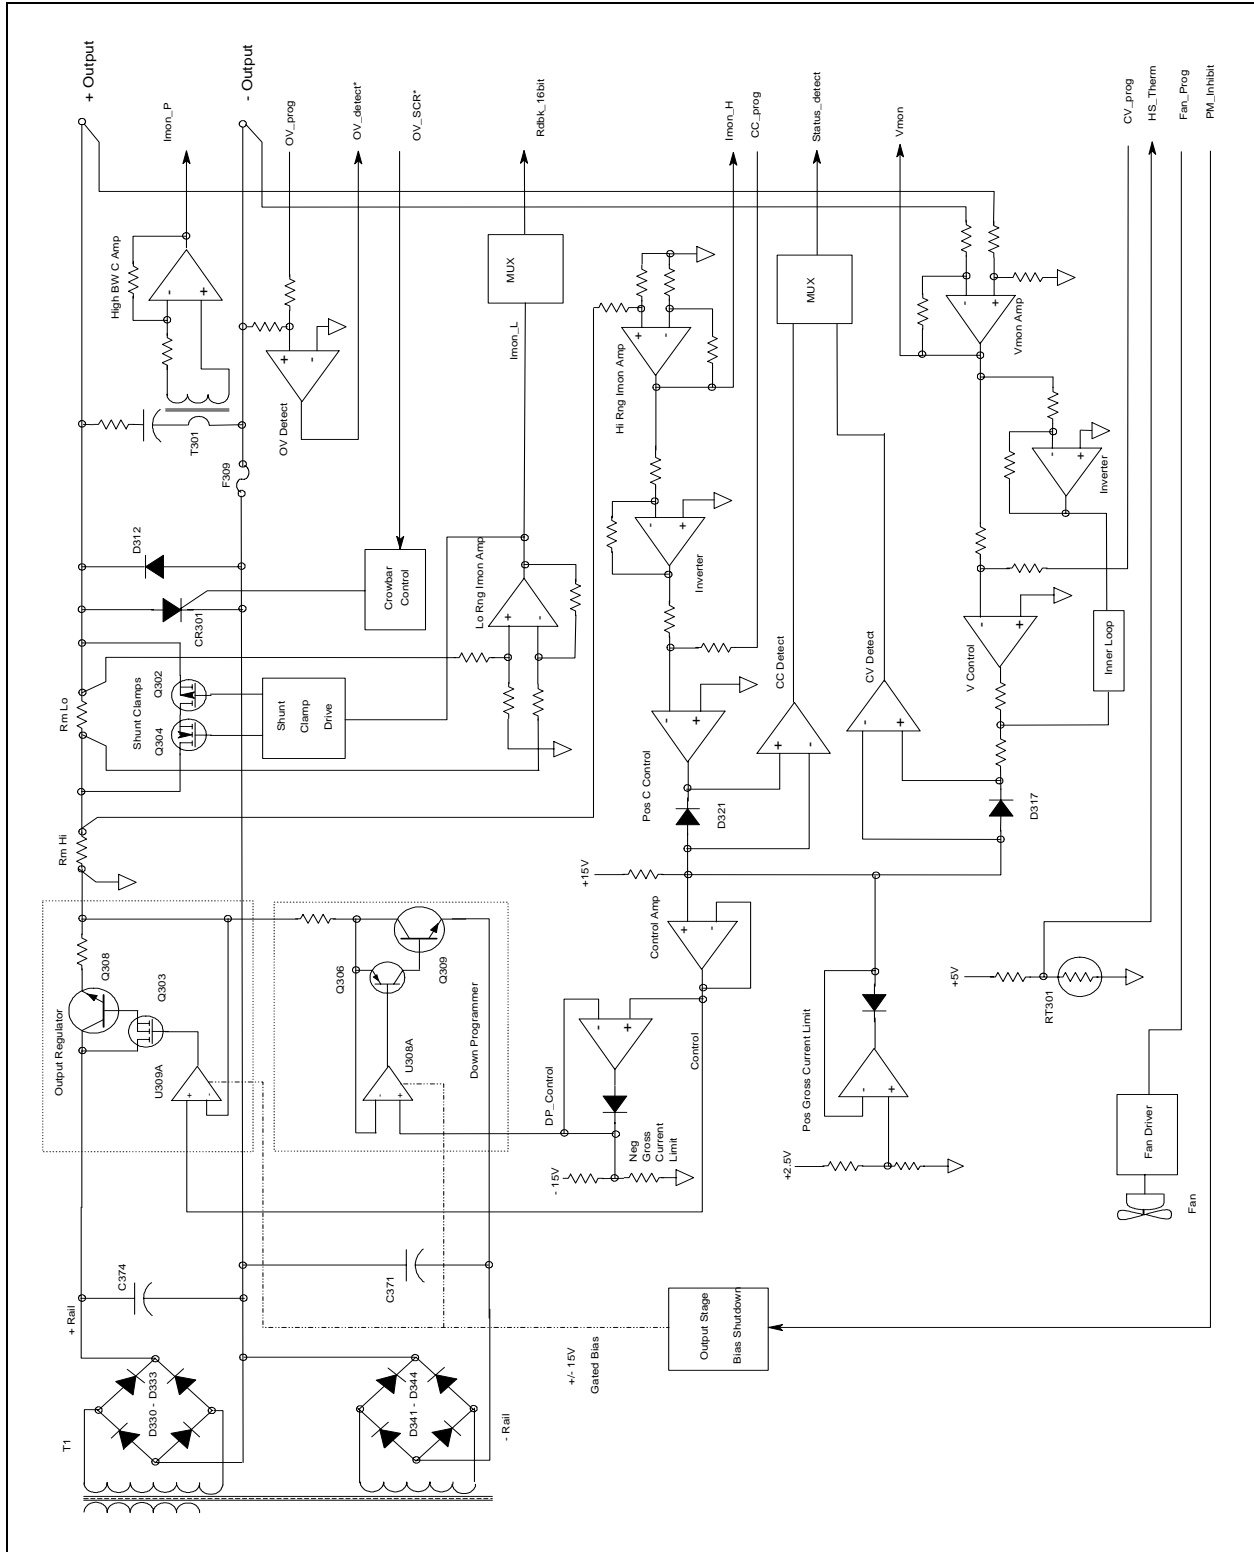 + Output
- Output
Imon_P
OV_prog
OV_detect*
OV_SCR*
Rdbk_16bit
Imon_H
CC_prog
Status_detect
Vmon
CV_prog
HS_Therm
Fan_Prog
PM_Inhibit
High BW C Amp
-
+
T301
F309
+
-
OV Detect
MUX
Imon_L
+
-
Hi Rng Imon Amp
MUX
-
+
Vmon Amp
D312
CR301
Crowbar
Control
+
-
Lo Rng Imon Amp
-
+
Inverter
-
+
Inverter
Rm Lo
Shunt Clamps
Q302
Q304
Shunt
Clamp
Drive
-
+
Pos C Control
D321
+
-
CC Detect
-
+
CV Detect
-
+
V Control
Inner Loop
D317
Rm Hi
+15V
+
-
Control Amp
Output Regulator
Q308
Q303
U309A
+
-
Q306
Q309
U308A
-
+
Down Programmer
-
+
DP_Control
Control
Neg
Gross
Current
Limit
- 15V
Pos Gross Current Limit
-
+
+2.5V
+5V
RT301
Fan Driver
Fan
+ Rail
C374
C371
+/- 15V
Gated Bias
Output Stage
Bias Shutdown
T1
D330 - D333
D341 - D344
- Rail